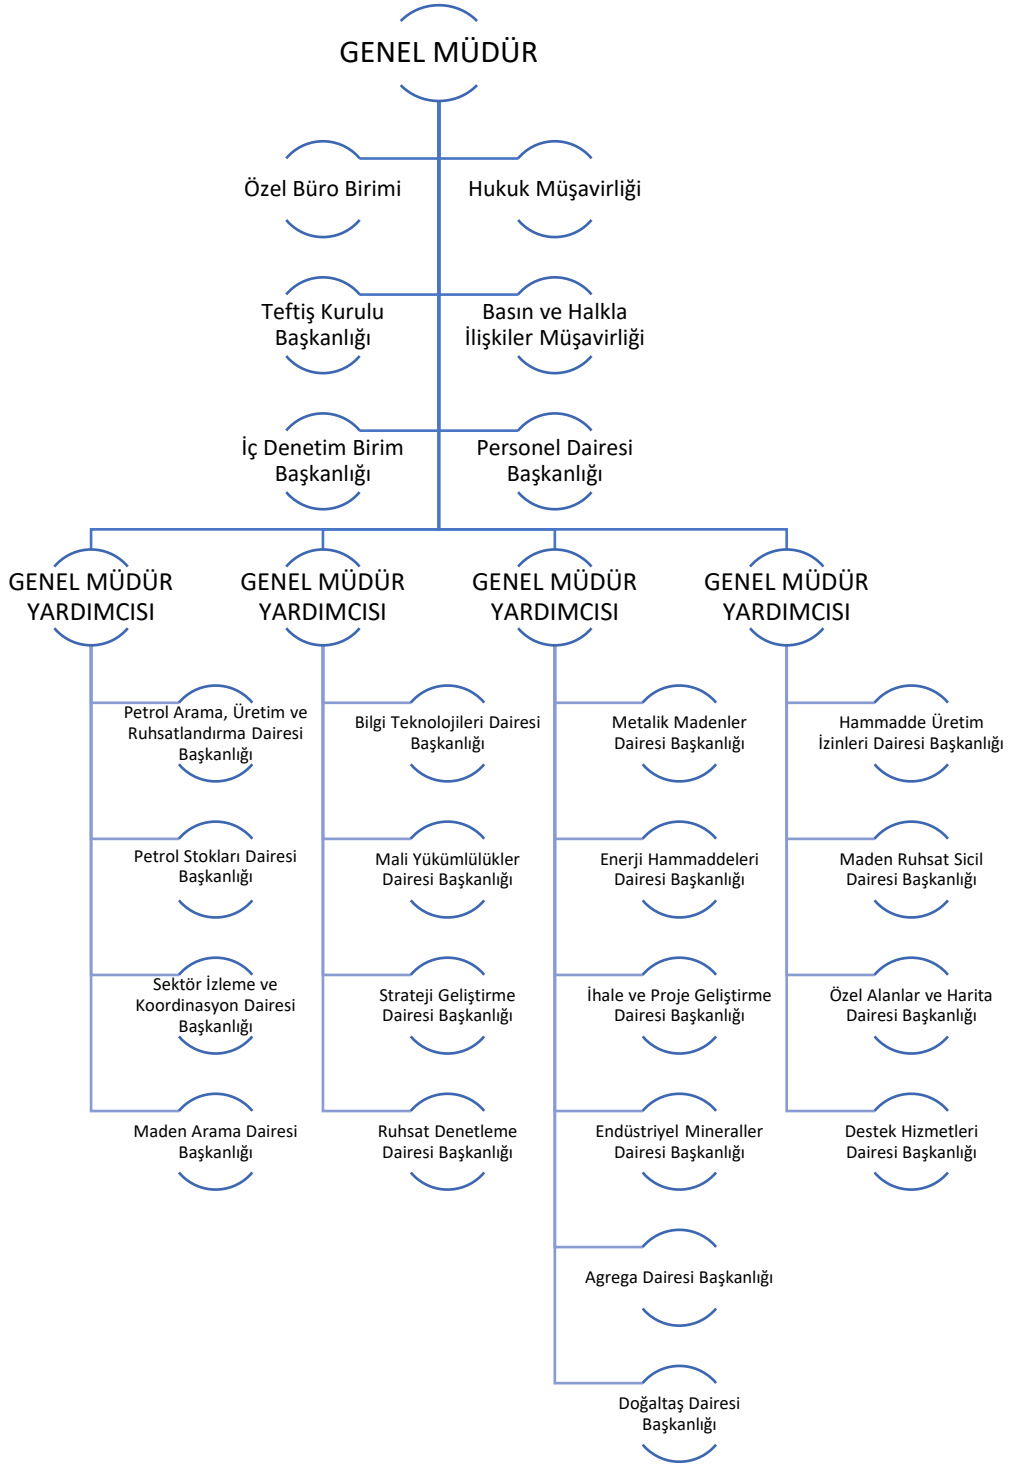 GENEL MÜDÜR
Özel Büro Birimi
Hukuk Müşavirliği
Teftiş Kurulu
Başkanlığı
Basın ve Halkla
İlişkiler Müşavirliği
İç Denetim Birim
Başkanlığı
Personel Dairesi
Başkanlığı
GENEL MÜDÜR
YARDIMCISI
Petrol Arama, Üretim ve
Ruhsatlandırma Dairesi
Başkanlığı
Petrol Stokları Dairesi
Başkanlığı
Sektör İzleme ve
Koordinasyon Dairesi
Başkanlığı
Maden Arama Dairesi
Başkanlığı
GENEL MÜDÜR
YARDIMCISI
Bilgi Teknolojileri Dairesi
Başkanlığı
Mali Yükümlülükler
Dairesi Başkanlığı
Strateji Geliştirme
Dairesi Başkanlığı
Ruhsat Denetleme
Dairesi Başkanlığı
GENEL MÜDÜR
YARDIMCISI
Metalik Madenler
Dairesi Başkanlığı
Enerji Hammaddeleri
Dairesi Başkanlığı
İhale ve Proje Geliştirme
Dairesi Başkanlığı
Endüstriyel Mineraller
Dairesi Başkanlığı
Agrega Dairesi Başkanlığı
Doğaltaş Dairesi
Başkanlığı
GENEL MÜDÜR
YARDIMCISI
Hammadde Üretim
İzinleri Dairesi Başkanlığı
Maden Ruhsat Sicil
Dairesi Başkanlığı
Özel Alanlar ve Harita
Dairesi Başkanlığı
Destek Hizmetleri
Dairesi Başkanlığı